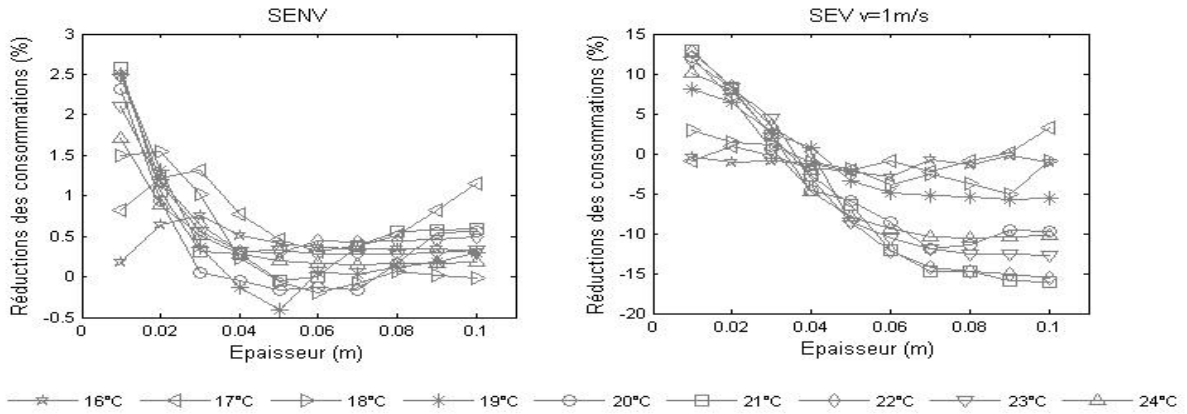 SENV
SEV v=1m/s
Réductions des consommations (%)
3
2.5
2
1.5
1
0.5
0
-0.5
0 0.02 0.04 0.06 0.08 0.1
Epaisseur (m)
Réductions des consommations (%)
15
10
5
0
-5
-10
-15
-20
0 0.02 0.04 0.06 0.08 0.1
Epaisseur (m)
16°C 17°C 18°C 19°C 20°C 21°C 22°C 23°C 24°C